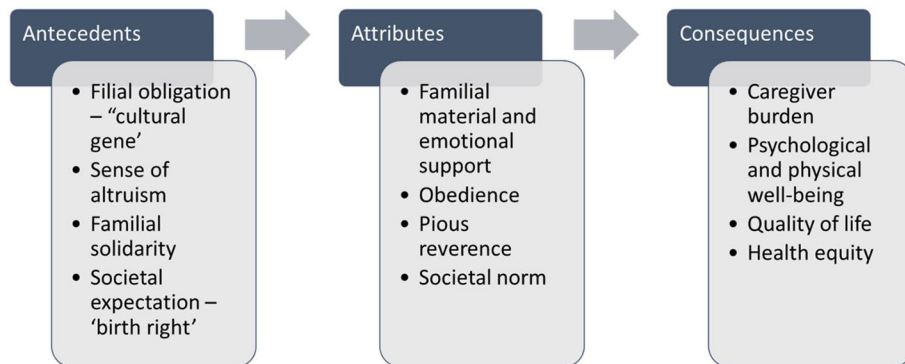 Antecedents
• Filial obligation
– “cultural
gene’
• Sense of
altruism
• Familial
solidarity
• Societal
expectation –
‘birth right’
Attributes
• Familial
material and
emotional
support
• Obedience
• Pious
reverence
• Societal norm
Consequences
• Caregiver
burden
• Psychological
and physical
well-being
• Quality of life
• Health equity